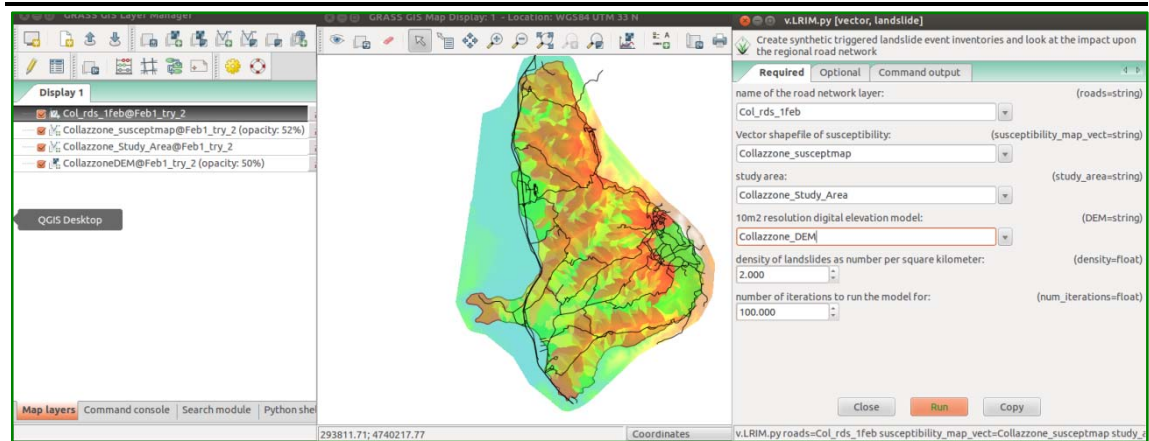 GRASS GIS Layer Manager
GRASS GIS Map Display: 1 - Location: WGS84 UTM 33 N
v.LRIM.py [vector, landslide]
Create synthetic triggered landslide event inventories and look at the impact upon
the regional road network
Required Optional Command output
Display 1
Col_rds_1feb@Feb1_try_2
Collazzone_susceptmap@Feb1_try_2 (opacity: 52%)
Collazzone_Study_Area@Feb1_try_2
CollazzoneDEM@Feb1_try_2 (opacity: 50%)
QGIS Desktop
name of the road network layer: (roads=string)
Col_rds_1feb
Vector shapefile of susceptibility: (susceptibility_map_vect=string)
Collazzone_susceptmap
study area: (study_area=string)
Collazzone_Study_Area
10m2 resolution digital elevation model: (DEM=string)
Collazzone_DEM
density of landslides as number per square kilometer: (density=float)
2.000
number of iterations to run the model for: (num_iterations=float)
100.000
Close Run Copy
Map layers Command console Search module Python shel
293811.71; 4740217.77 Coordinates
v.LRIM.py roads=Col_rds_1feb susceptibility_map_vect=Collazzone_susceptmap study_a